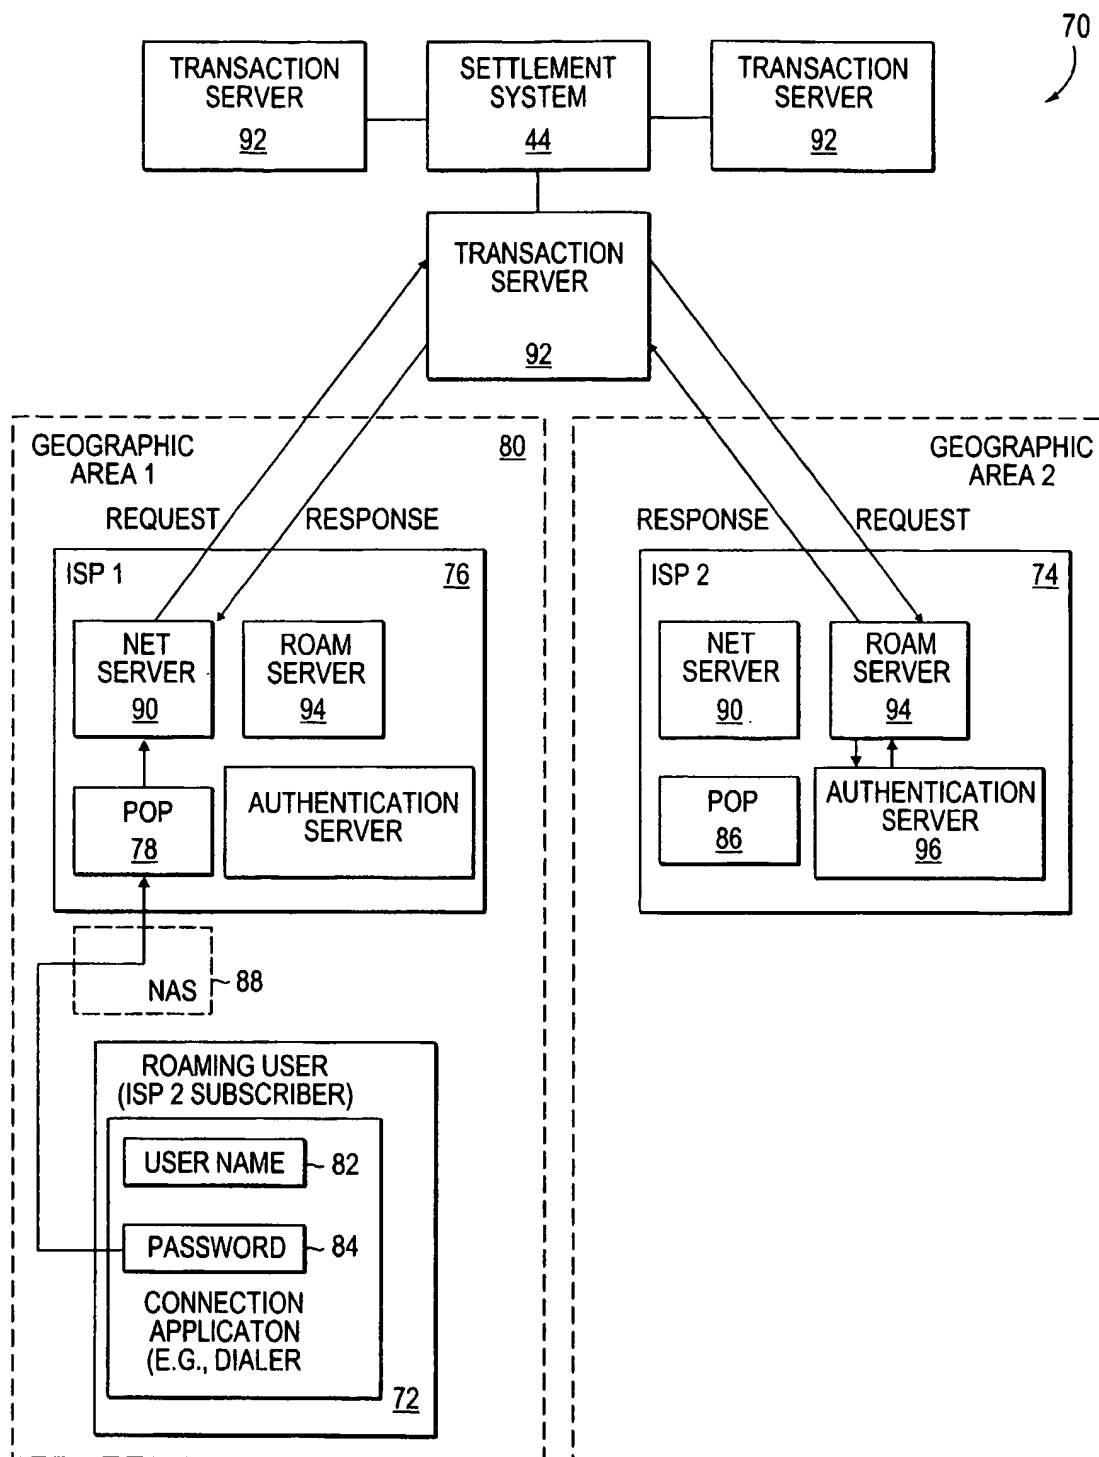 70
TRANSACTION
SERVER
92
SETTLEMENT
SYSTEM
44
TRANSACTION
SERVER
92
TRANSACTION
SERVER
92
GEOGRAPHIC
AREA 1
80
REQUEST
RESPONSE
ISP 1
76
NET
SERVER
90
ROAM
SERVER
94
POP
78
AUTHENTICATION
SERVER
NAS
88
ROAMING USER
(ISP 2 SUBSCRIBER)
USER NAME
82
PASSWORD
84
CONNECTION
APPLICATON
(E.G., DIALER
72
GEOGRAPHIC
AREA 2
RESPONSE
REQUEST
ISP 2
74
NET
SERVER
90
ROAM
SERVER
94
POP
86
AUTHENTICATION
SERVER
96